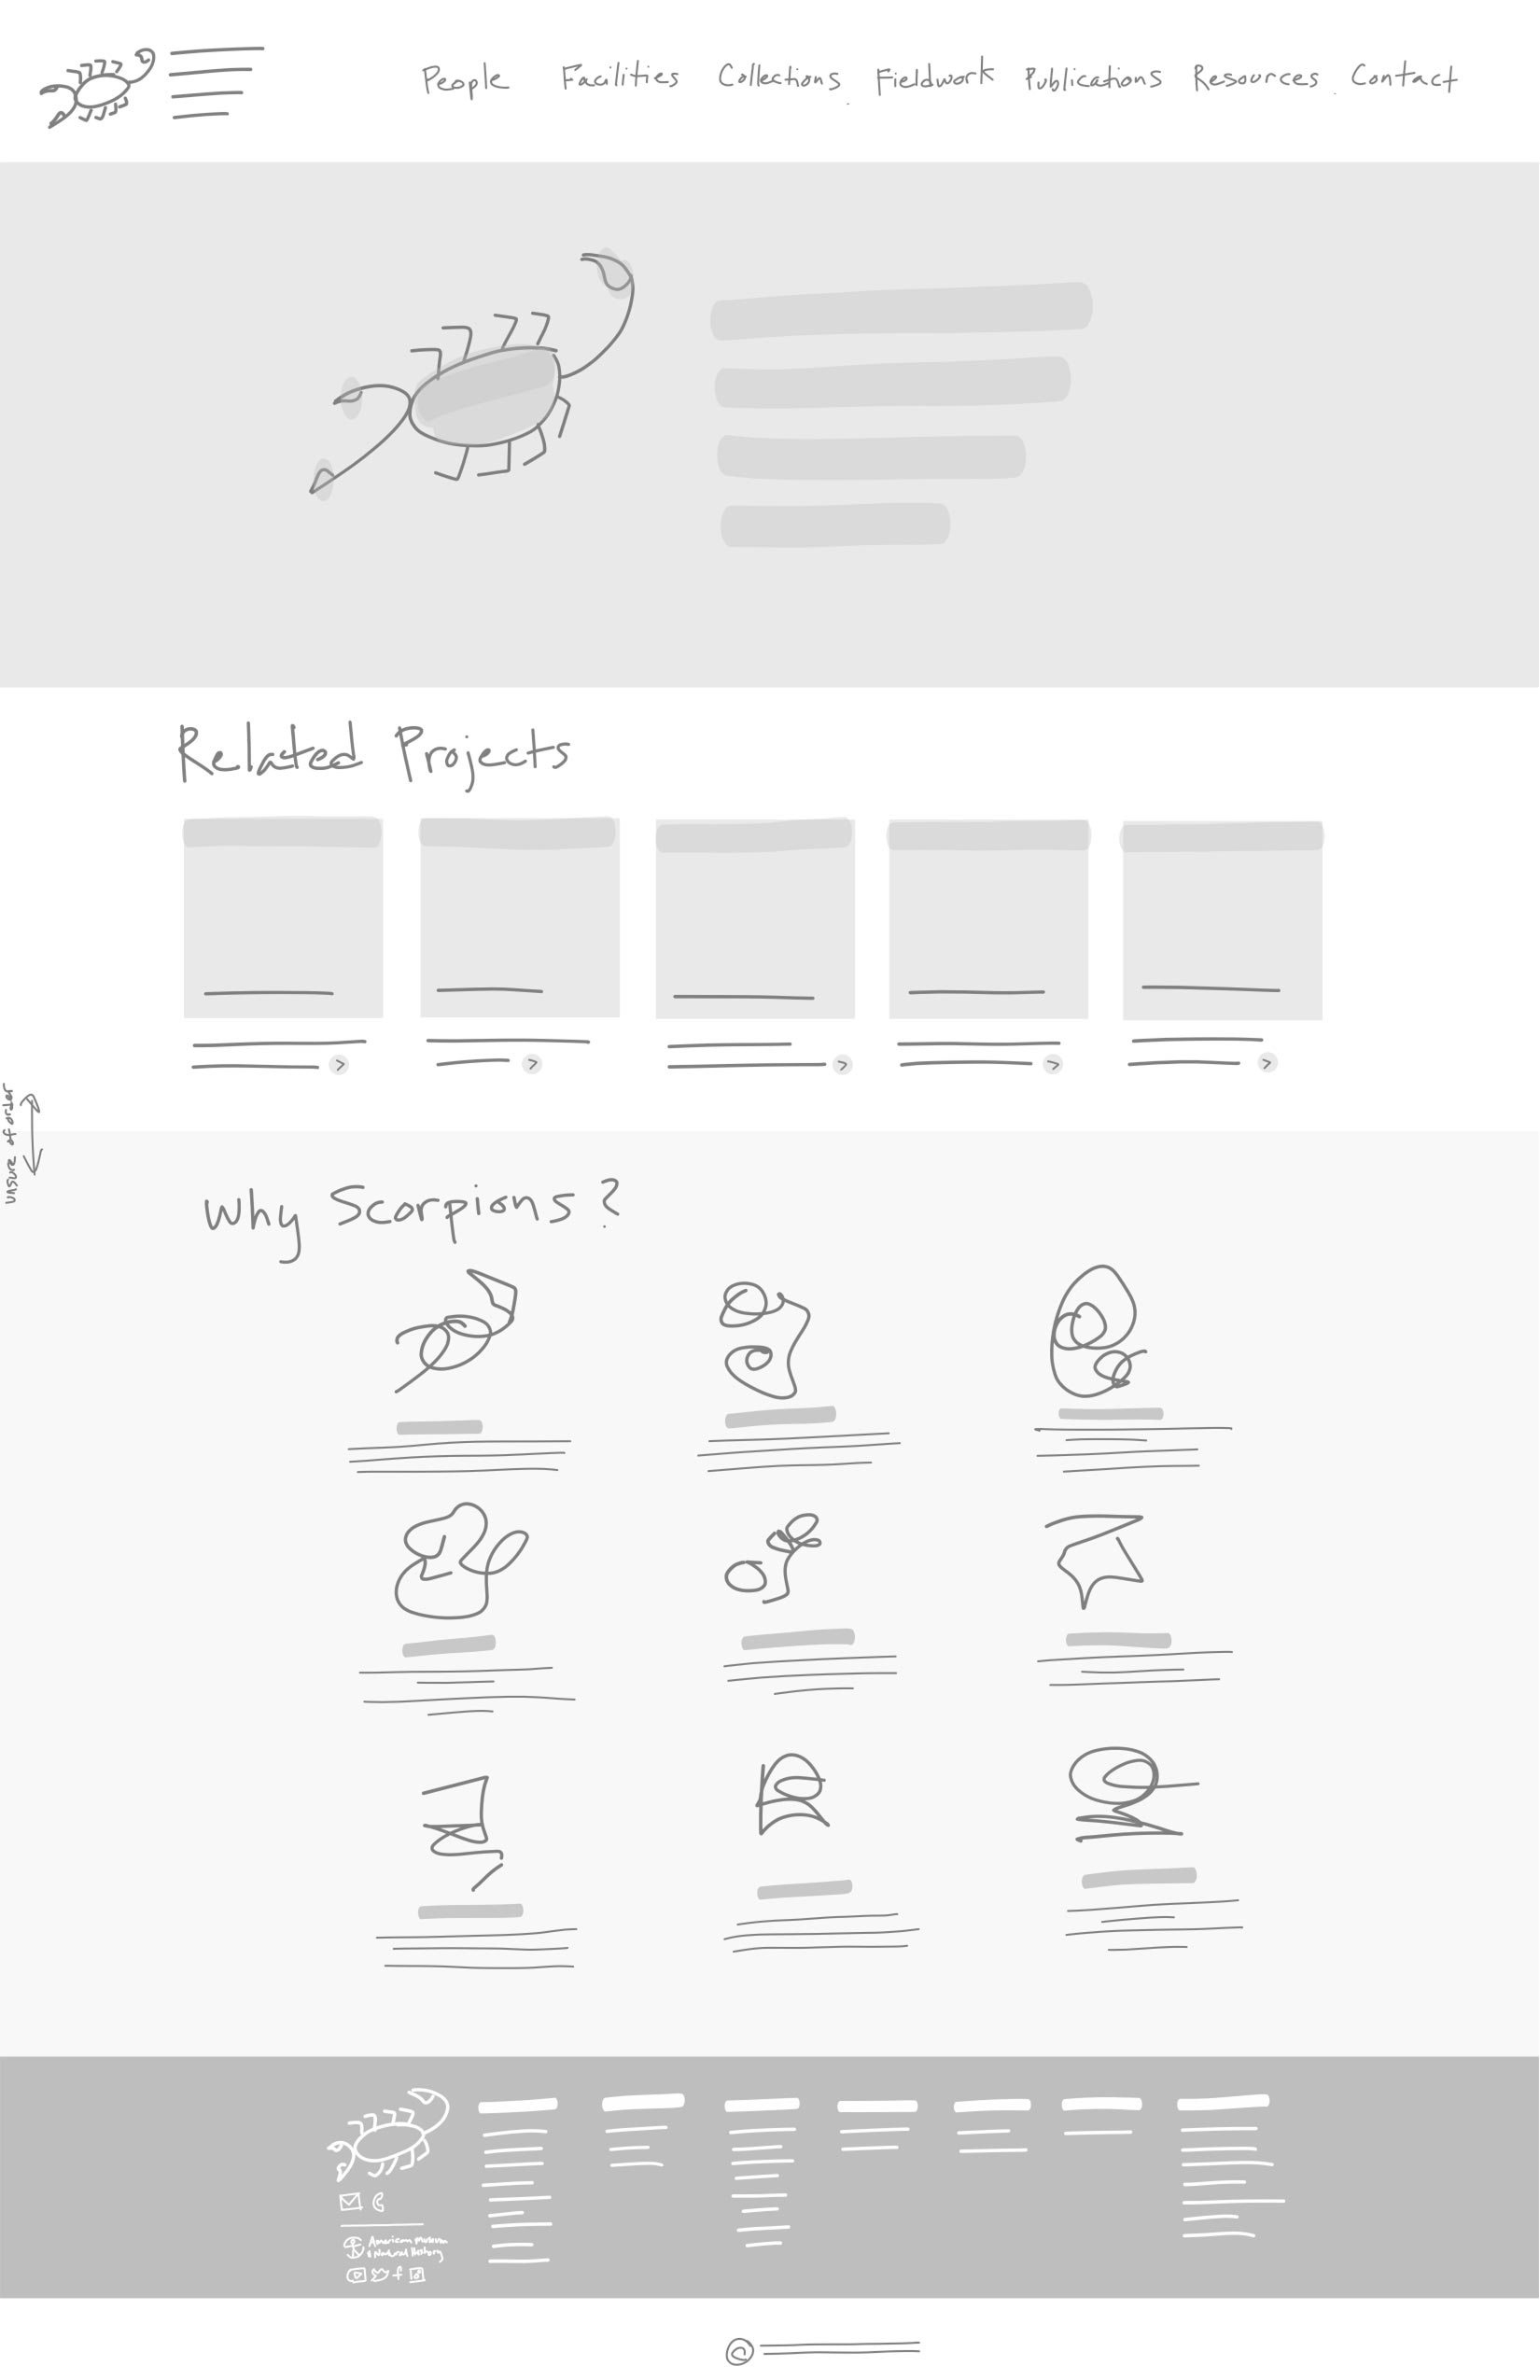 People Facilities Collections Fieldwork Publications Resources Contact
Related Projects
unsure of order
Why Scorpions?
American Museum
of Natural History